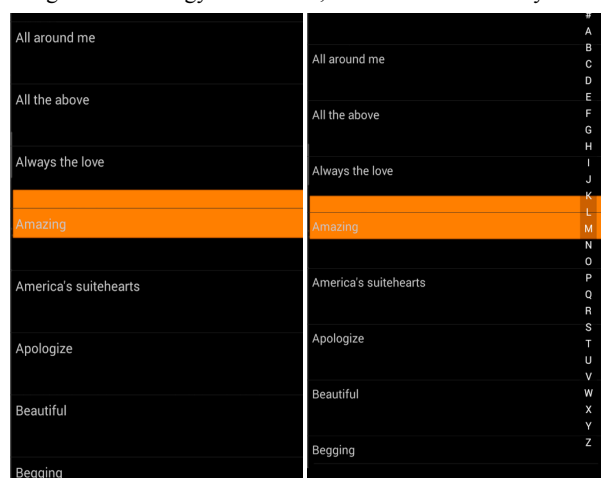 All around me
All the above
Always the love
Amazing
America's suitehearts
Apologize
Beautiful
Begging
#
A
B
C
D
E
F
G
H
I
J
K
L
M
N
O
P
Q
R
S
T
U
V
W
X
Y
Z
All around me
All the above
Always the love
Amazing
America's suitehearts
Apologize
Beautiful
Begging